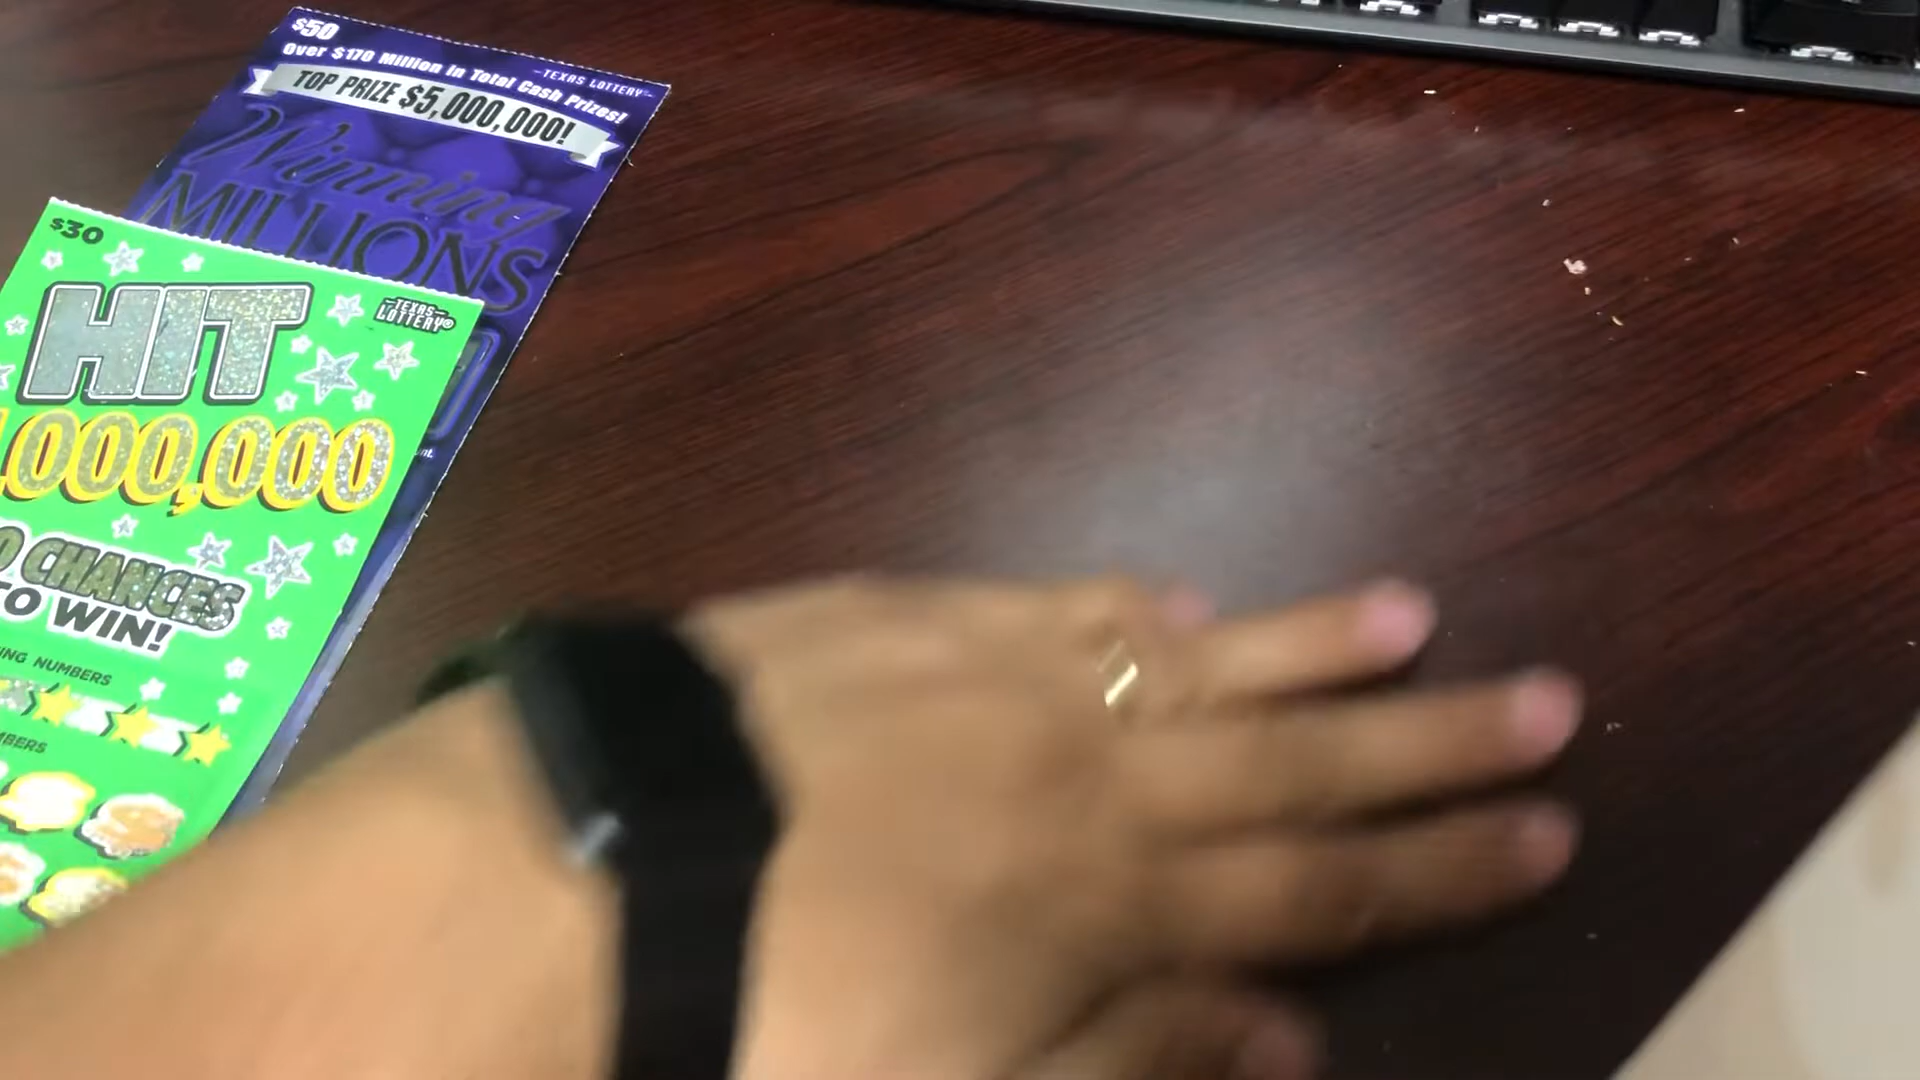 $50
Over $170 Million in Total Cash Prizes!
TEXAS LOTTERY
TOP PRIZE $5,000,000!
Winning
MILLIONS
$30
HIT
TEXAS
LOTTERY®
,000,000
CHANCES
TO WIN!
NUMBERS